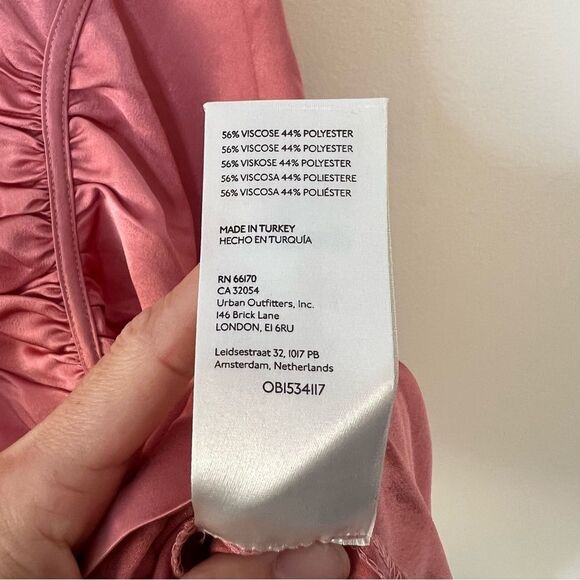 56% VISCOSE 44% POLYESTER
56% VISCOSE 44% POLYESTER
56% VISKOSE 44% POLYESTER
56% VISCOSA 44% POLIESTERE
56% VISCOSA 44% POLIÉSTER
MADE IN TURKEY
HECHO EN TURQUÍA
RN 66170
CA 32054
Urban Outfitters, Inc.
146 Brick Lane
LONDON, E1 6RU
Leidsestraat 32, 1017 PB
Amsterdam, Netherlands
OB1534117